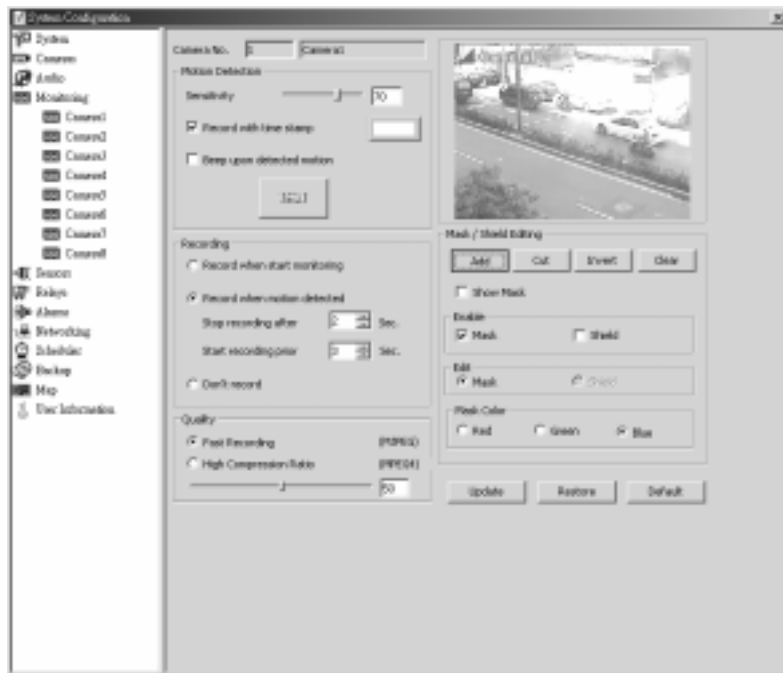 System Configuration
System
Camera
Audio
Monitoring
Camera1
Camera2
Camera3
Camera4
Camera5
Camera6
Camera7
Camera8
Sensors
Relays
Alarms
Networking
Scheduler
Backup
Map
User Information
Camera No.
Camera1
Motion Detection
Sensitivity 70
Record with time stamp
Beep upon detected motion
Recording
Record when start monitoring
Record when motion detected
Stop recording after Sec.
Start recording prior Sec.
Don't record
Quality
Fast Recording
High Compression Ratio (MPEG4)
50
Mask / Shield Editing
Add Cut Invert Clear
Show Mask
Enable
Mask Shield
Edit
Mask Shield
Mask Color
Red Green Blue
Update Restore Default